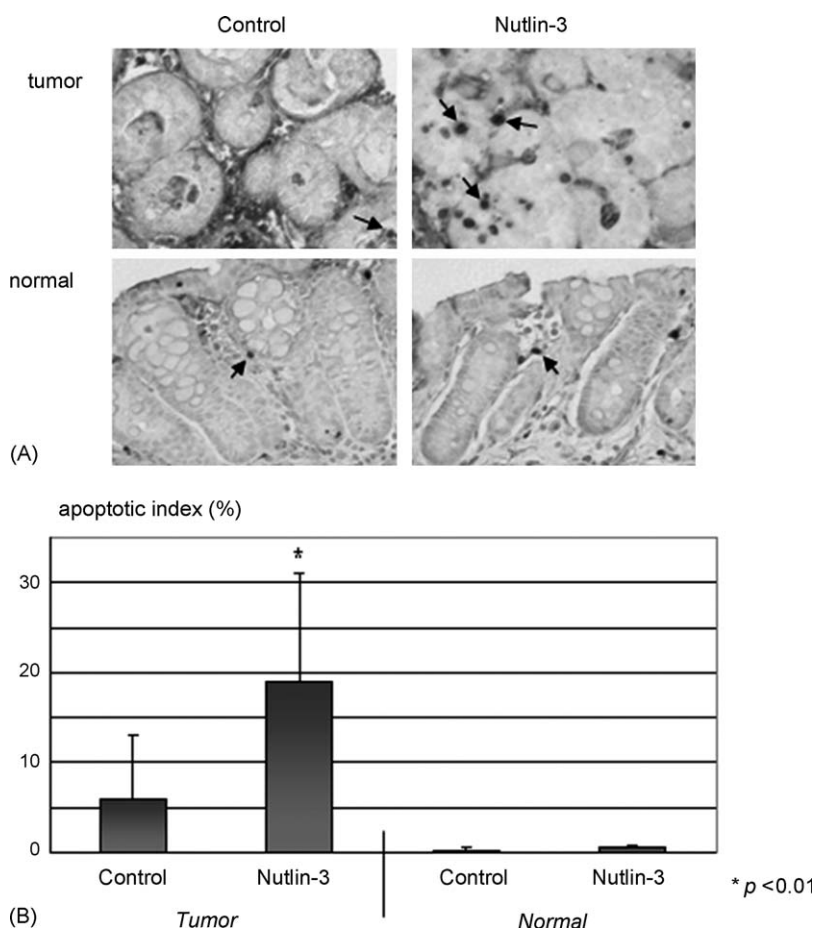 Control Nutlin-3
tumor
normal
(A)
apoptotic index (%)
*
30
20
10
0
Control Nutlin-3 Control Nutlin-3 * p <0.01
(B) Tumor Normal